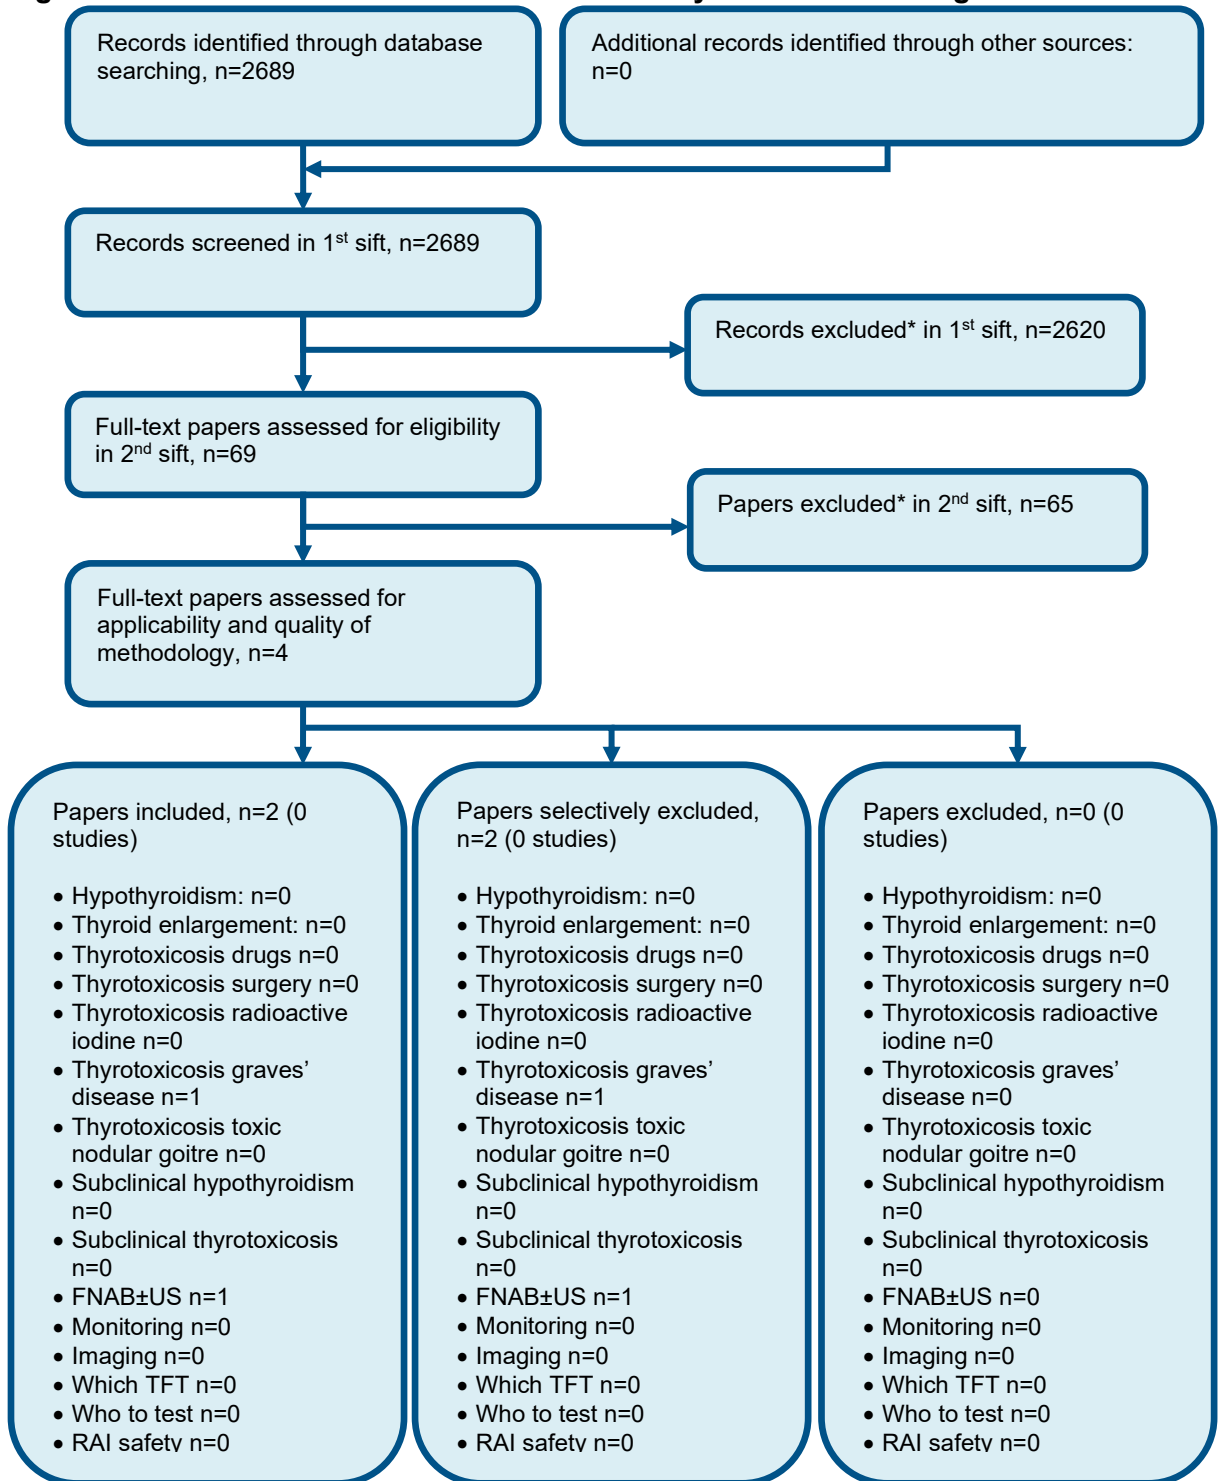 Records identified through database
searching, n=2689
Additional records identified through other sources:
n=0
Records screened in 1st sift, n=2689
Records excluded* in 1st sift, n=2620
Full-text papers assessed for eligibility
in 2nd sift, n=69
Papers excluded* in 2nd sift, n=65
Full-text papers assessed for
applicability and quality of
methodology, n=4
Papers included, n=2 (0
studies)
• Hypothyroidism: n=0
• Thyroid enlargement: n=0
• Thyrotoxicosis drugs n=0
• Thyrotoxicosis surgery n=0
• Thyrotoxicosis radioactive
iodine n=0
• Thyrotoxicosis graves’
disease n=1
• Thyrotoxicosis toxic
nodular goitre n=0
• Subclinical hypothyroidism
n=0
• Subclinical thyrotoxicosis
n=0
• FNAB±US n=1
• Monitoring n=0
• Imaging n=0
• Which TFT n=0
• Who to test n=0
• RAI safety n=0
Papers selectively excluded,
n=2 (0 studies)
• Hypothyroidism: n=0
• Thyroid enlargement: n=0
• Thyrotoxicosis drugs n=0
• Thyrotoxicosis surgery n=0
• Thyrotoxicosis radioactive
iodine n=0
• Thyrotoxicosis graves’
disease n=1
• Thyrotoxicosis toxic
nodular goitre n=0
• Subclinical hypothyroidism
n=0
• Subclinical thyrotoxicosis
n=0
• FNAB±US n=1
• Monitoring n=0
• Imaging n=0
• Which TFT n=0
• Who to test n=0
• RAI safety n=0
Papers excluded, n=0 (0
studies)
• Hypothyroidism: n=0
• Thyroid enlargement: n=0
• Thyrotoxicosis drugs n=0
• Thyrotoxicosis surgery n=0
• Thyrotoxicosis radioactive
iodine n=0
• Thyrotoxicosis graves’
disease n=0
• Thyrotoxicosis toxic
nodular goitre n=0
• Subclinical hypothyroidism
n=0
• Subclinical thyrotoxicosis
n=0
• FNAB±US n=0
• Monitoring n=0
• Imaging n=0
• Which TFT n=0
• Who to test n=0
• RAI safety n=0